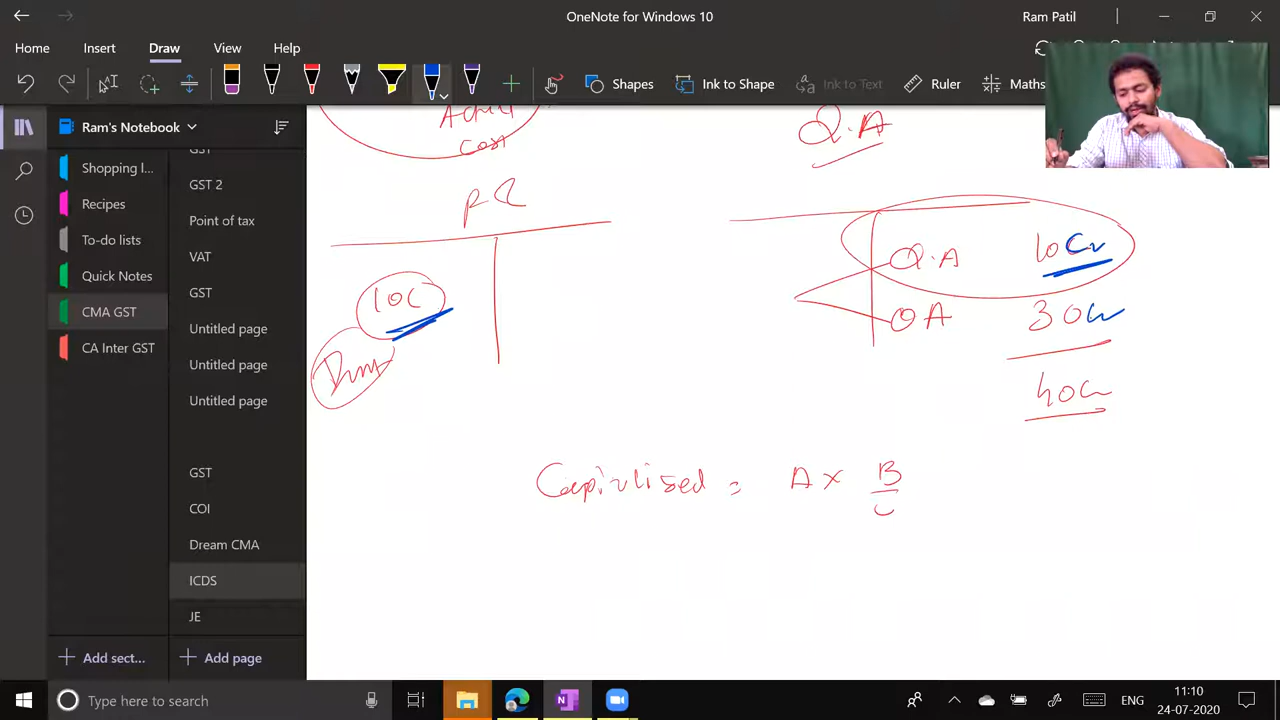 OneNote for Windows 10
Ram Patil
Home
Insert
Draw
View
Help
Shapes
Ink to Shape
Ink to Text
Ruler
Maths
Ram's Notebook
Shopping l...
Recipes
To-do lists
Quick Notes
CMA GST
CA Inter GST
Add sect...
GST
GST 2
Point of tax
VAT
GST
Untitled page
Untitled page
Untitled page
GST
COI
Dream CMA
ICDS
JE
Add page
Actual
Cost
Q.A
10C
Q.A 10Cr
OA 30Cr
40Cr
Capitalised = A × B
C
Type here to search
ENG
11:10
24-07-2020